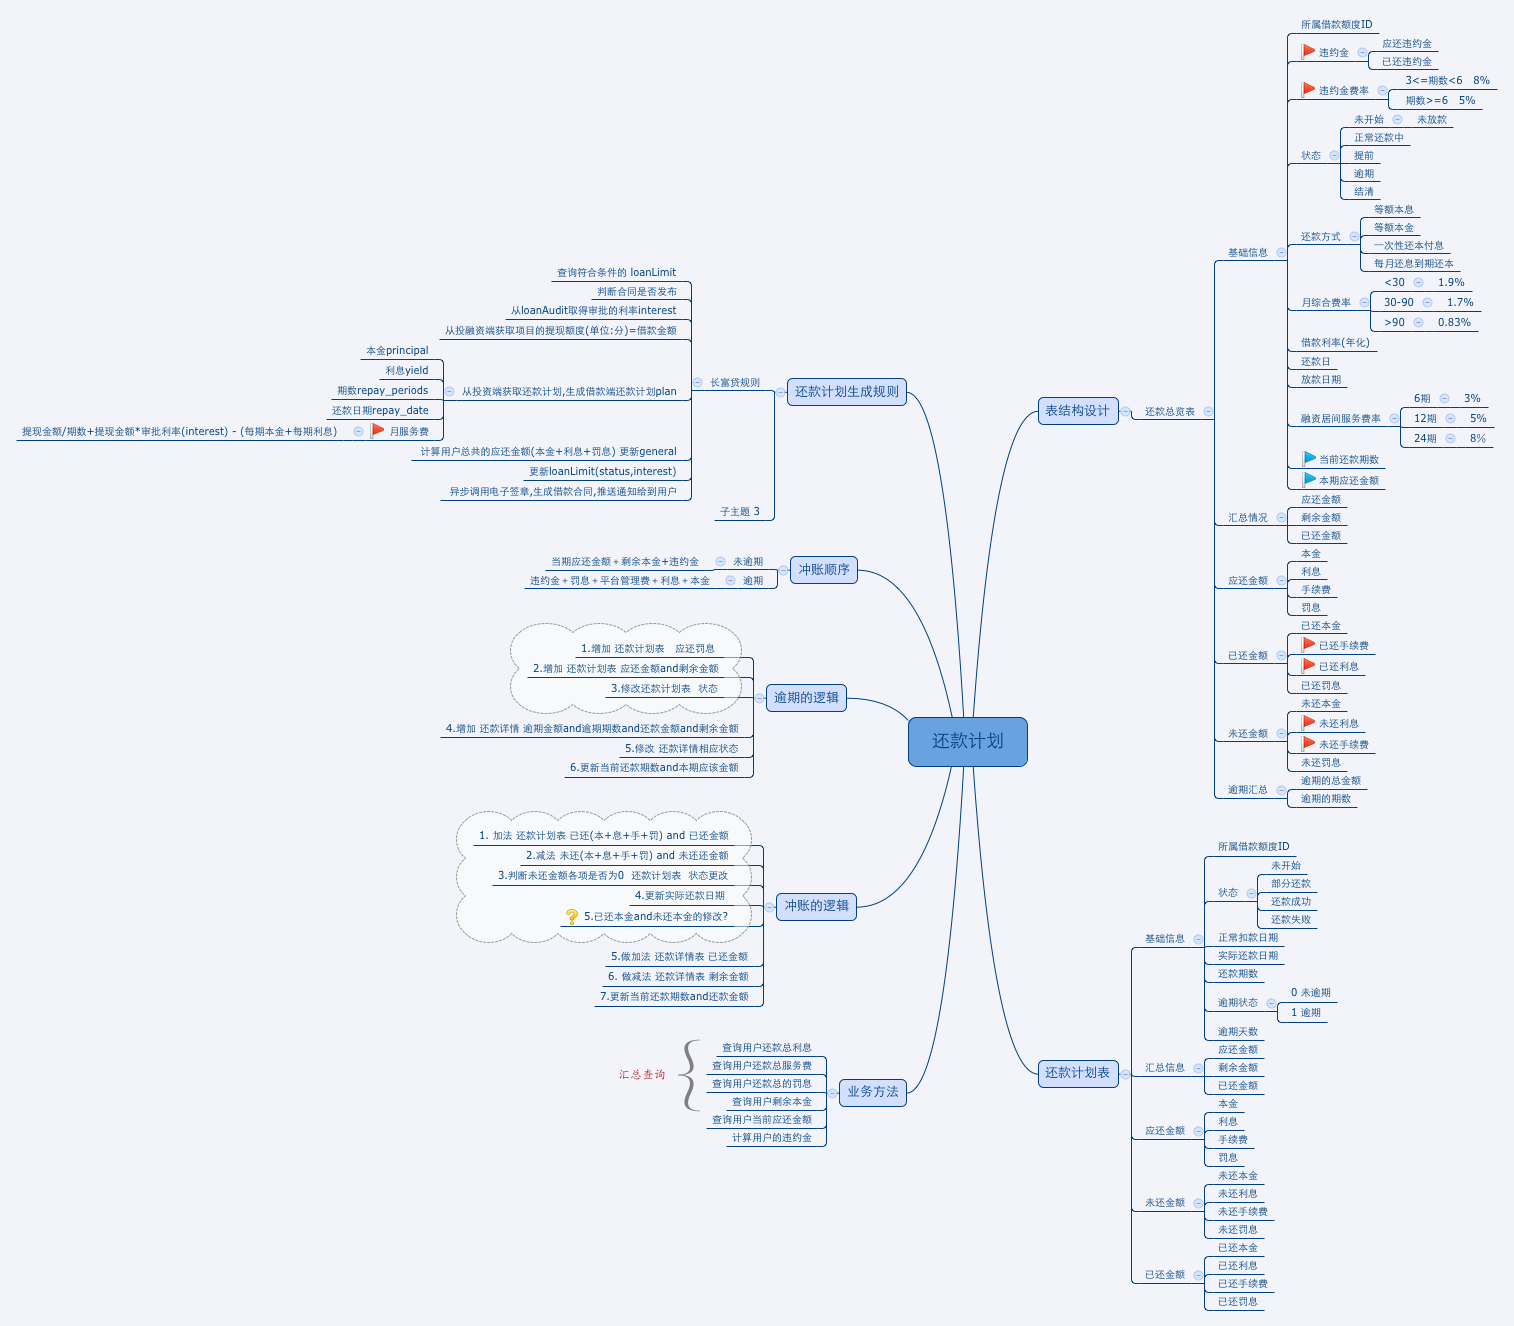 还款计划
还款计划生成规则
长富贷规则
查询符合条件的 loanLimit
判断合同是否发布
从loanAudit取得审批的利率interest
从投融资端获取项目的提现额度(单位:分)=借款金额
从投资端获取还款计划,生成借款端还款计划plan
本金principal
利息yield
期数repay_periods
还款日期repay_date
月服务费
提现金额/期数+提现金额*审批利率(interest) - (每期本金+每期利息)
计算用户总共的应还金额(本金+利息+罚息) 更新general
更新loanLimit(status,interest)
异步调用电子签章,生成借款合同,推送通知给到用户
子主题 3
冲账顺序
未逾期
当期应还金额＋剩余本金+违约金
逾期
违约金＋罚息＋平台管理费＋利息＋本金
逾期的逻辑
1.增加 还款计划表 应还罚息
2.增加 还款计划表 应还金额and剩余金额
3.修改还款计划表 状态
4.增加 还款详情 逾期金额and逾期期数and还款金额and剩余金额
5.修改 还款详情相应状态
6.更新当前还款期数and本期应该金额
冲账的逻辑
1. 加法 还款计划表 已还(本+息+手+罚) and 已还金额
2.减法 未还(本+息+手+罚) and 未还还金额
3.判断未还金额各项是否为0 还款计划表 状态更改
4.更新实际还款日期
5.已还本金and未还本金的修改?
5.做加法 还款详情表 已还金额
6. 做减法 还款详情表 剩余金额
7.更新当前还款期数and还款金额
业务方法
查询用户还款总利息
查询用户还款总服务费
查询用户还款总的罚息
查询用户剩余本金
汇总查询
查询用户当前应还金额
计算用户的违约金
表结构设计
还款总览表
基础信息
所属借款额度ID
违约金
应还违约金
已还违约金
违约金费率
3<=期数<6 8%
期数>=6 5%
状态
未开始
未放款
正常还款中
提前
逾期
结清
还款方式
等额本息
等额本金
一次性还本付息
每月还息到期还本
月综合费率
<30
1.9%
30-90
1.7%
>90
0.83%
借款利率(年化)
还款日
放款日期
融资居间服务费率
6期
3%
12期
5%
24期
8%
当前还款期数
本期应还金额
汇总情况
应还金额
剩余金额
已还金额
应还金额
本金
利息
手续费
罚息
已还金额
已还本金
已还手续费
已还利息
已还罚息
未还金额
未还本金
未还利息
未还手续费
未还罚息
逾期汇总
逾期的总金额
逾期的期数
还款计划表
基础信息
所属借款额度ID
状态
未开始
部分还款
还款成功
还款失败
正常扣款日期
实际还款日期
还款期数
逾期状态
0 未逾期
1 逾期
逾期天数
汇总信息
应还金额
剩余金额
已还金额
应还金额
本金
利息
手续费
罚息
未还金额
未还本金
未还利息
未还手续费
未还罚息
已还金额
已还本金
已还利息
已还手续费
已还罚息